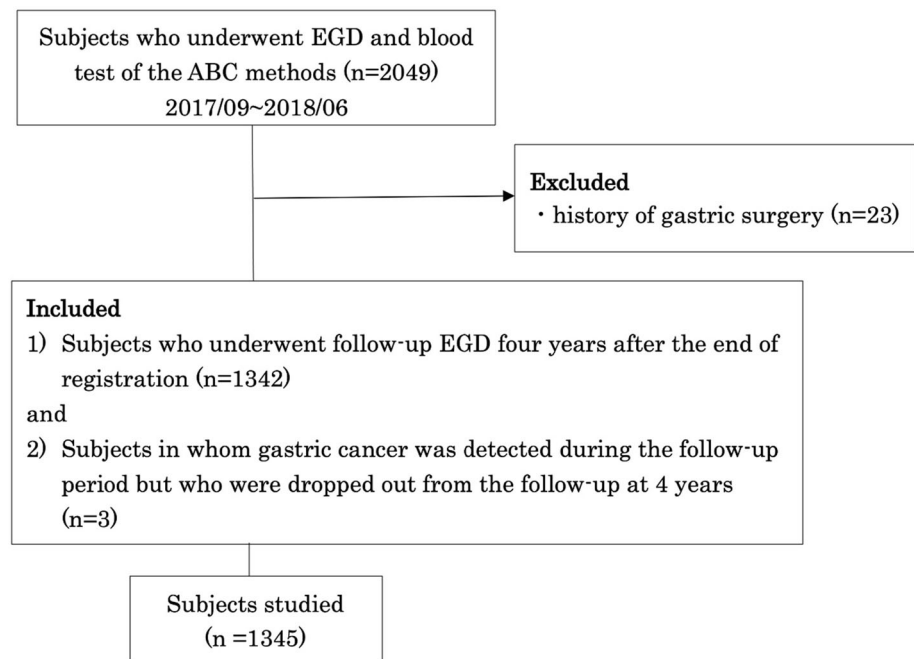 Subjects who underwent EGD and blood
test of the ABC methods (n=2049)
2017/09~2018/06
Excluded
・history of gastric surgery (n=23)
Included
1) Subjects who underwent follow-up EGD four years after the end of
registration (n=1342)
and
2) Subjects in whom gastric cancer was detected during the follow-up
period but who were dropped out from the follow-up at 4 years
(n=3)
Subjects studied
(n =1345)